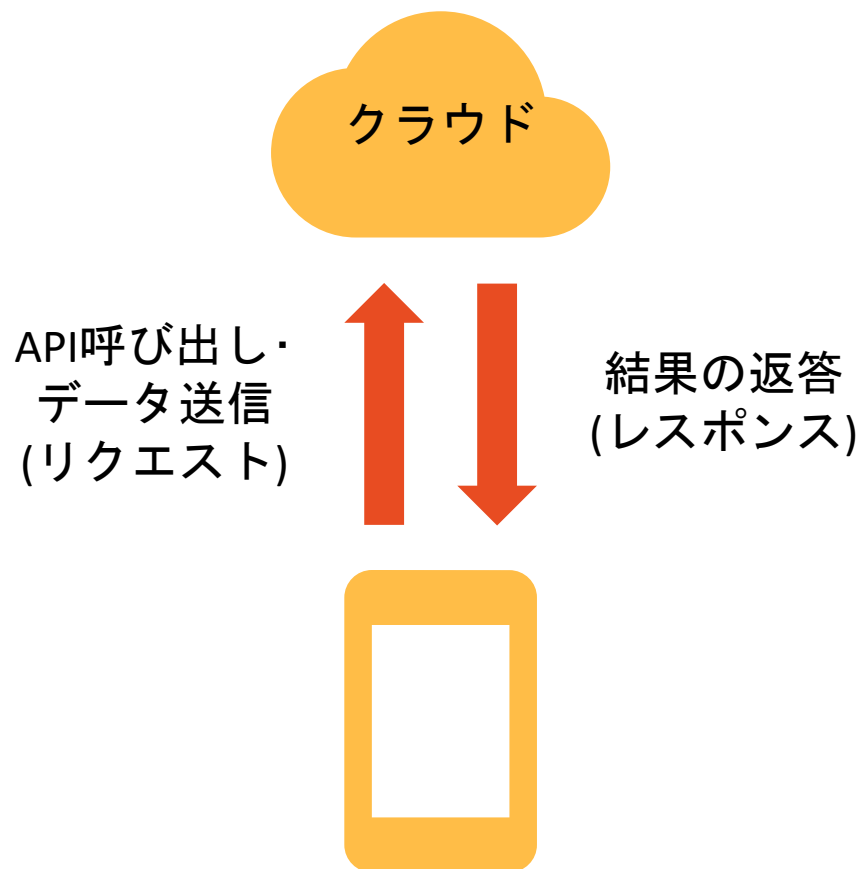 クラウド
API呼び出し・
データ送信
(リクエスト)
結果の返答
(レスポンス)